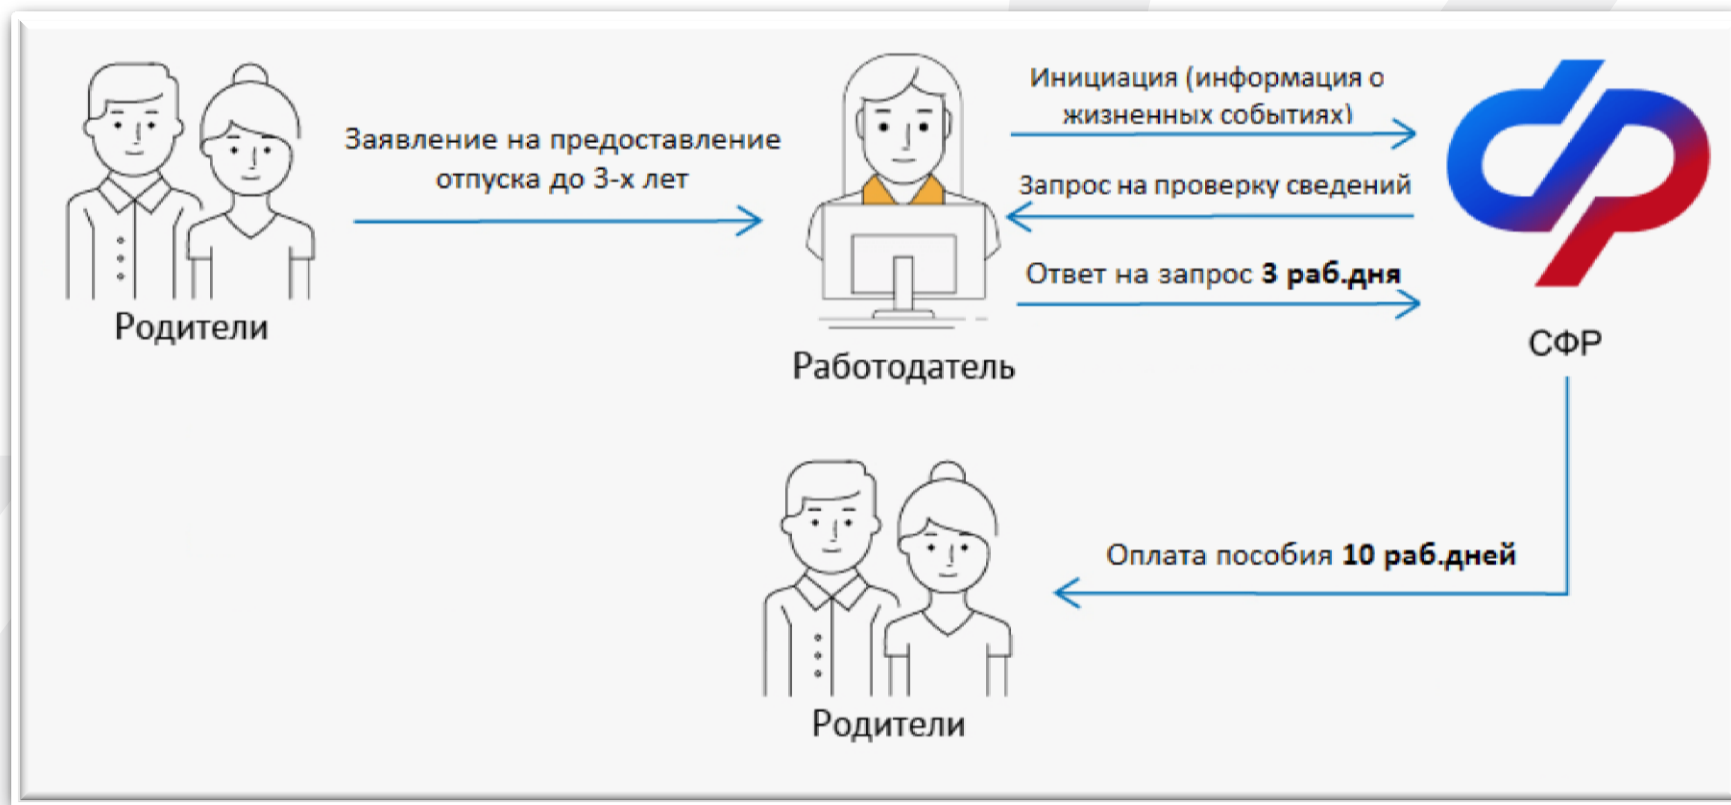 Заявление на предоставление
отпуска до 3-х лет
Родители
Работодатель
Инициация (информация о
жизненных событиях)
Запрос на проверку сведений
Ответ на запрос 3 раб.дня
СФР
Оплата пособия 10 раб.дней
Родители